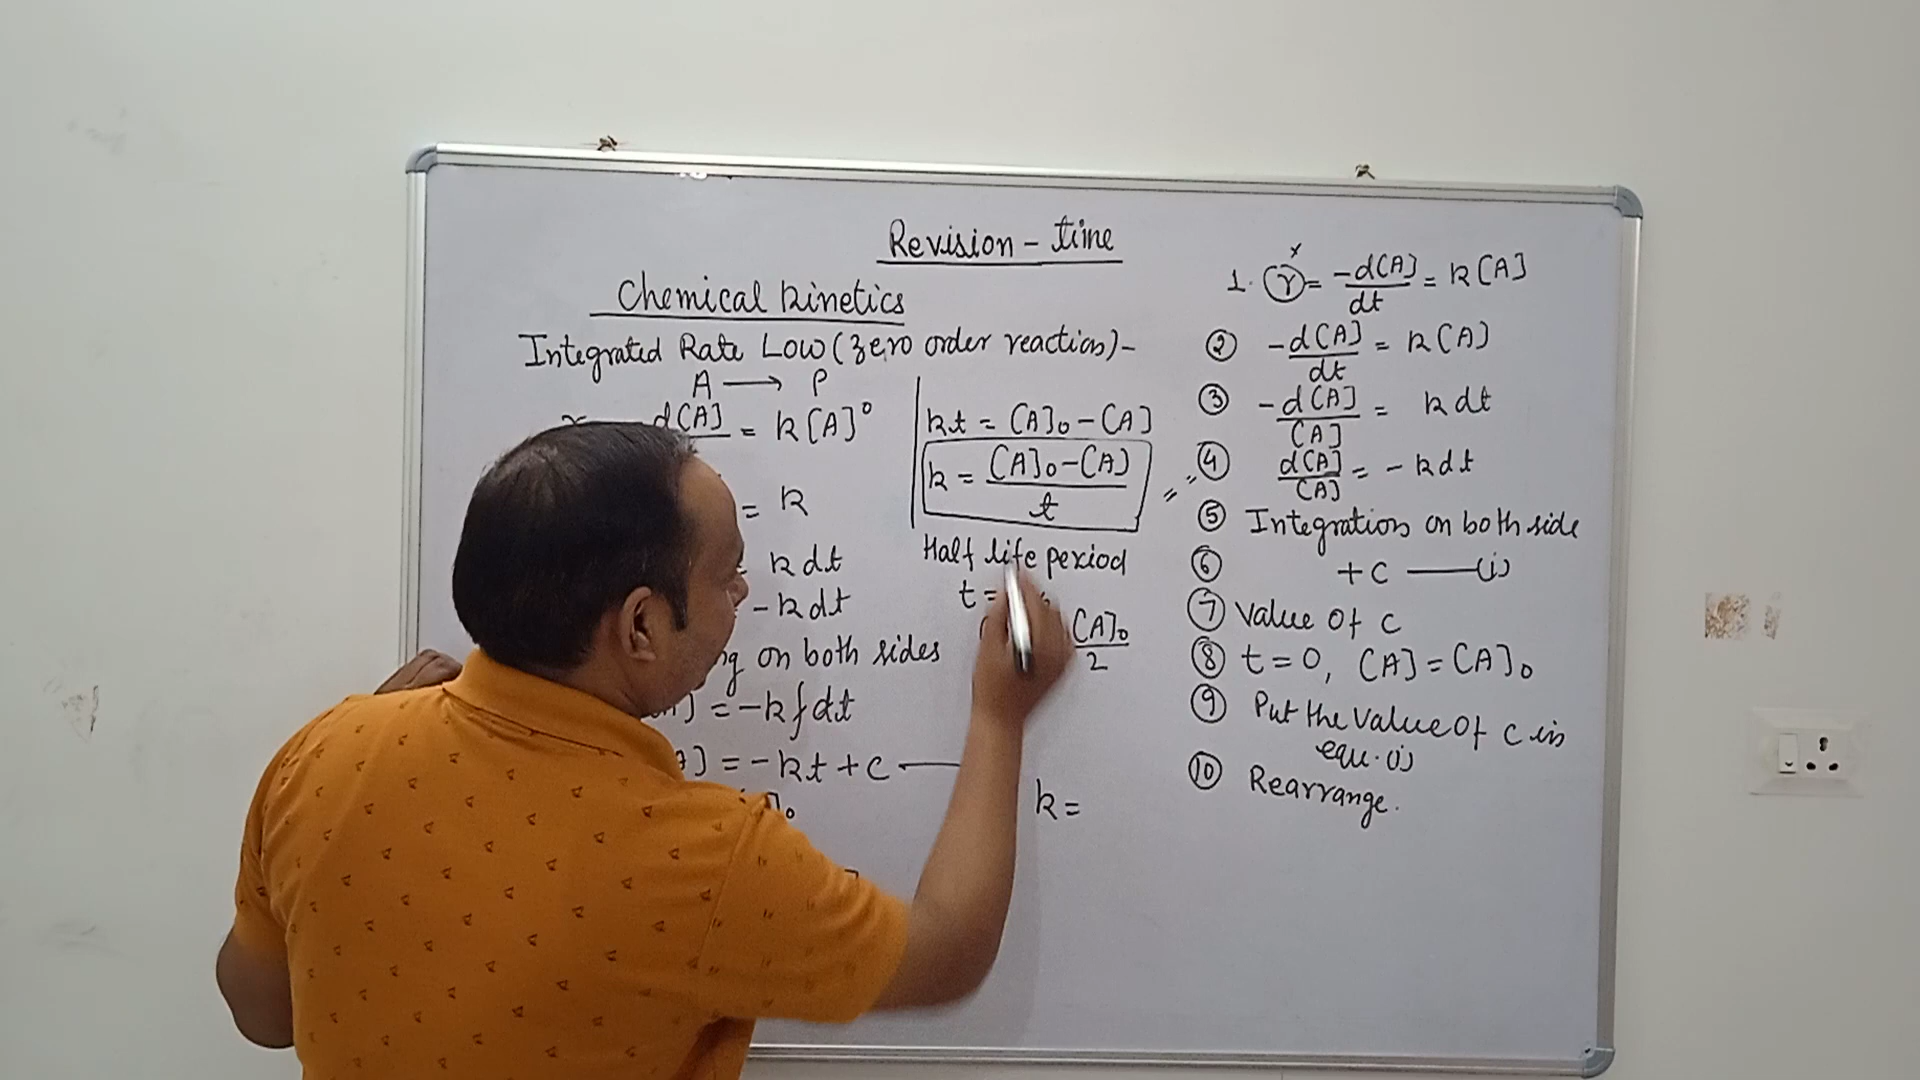 Revision - time
Chemical kinetics
Integrated Rate Low (zero order reaction) -
A ⟶ P
d[A] = k[A]⁰
= k
k dt
- k dt
on both sides
= -k∫dt
] = -kt + c —
]₀
kt = [A]₀ - [A]
k = [A]₀ - [A] / t
Half life period
t =
[A]₀ / 2
k =
1. r = -d[A]/dt = k[A]
② -d[A]/dt = k[A]
③ -d[A]/[A] = k dt
④ d[A]/[A] = - k dt
⑤ Integration on both side
⑥ + c —(i)
⑦ Value of c
⑧ t = 0, [A] = [A]₀
⑨ Put the value of c in
equ. (i)
⑩ Rearrange.